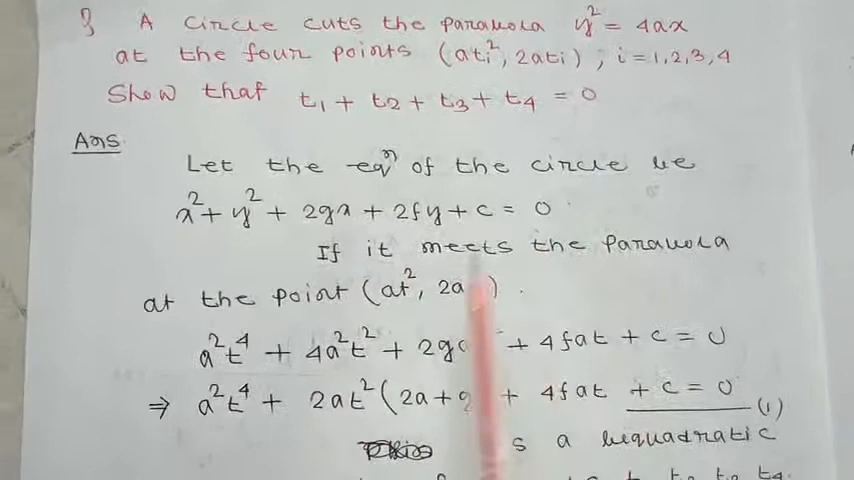 Q A circle cuts the parabola y² = 4ax
at the four points (ati², 2ati) ; i = 1,2,3,4
Show that t₁ + t₂ + t₃ + t₄ = 0
Ans
Let the eqⁿ of the circle be
x² + y² + 2gx + 2fy + c = 0
If it meets the parabola
at the point (at², 2a ) .
a²t⁴ + 4a²t² + 2g + 4fat + c = 0
⇒ a²t⁴ + 2at² (2a + g + 4fat + c = 0 (1)
s a biquadratic